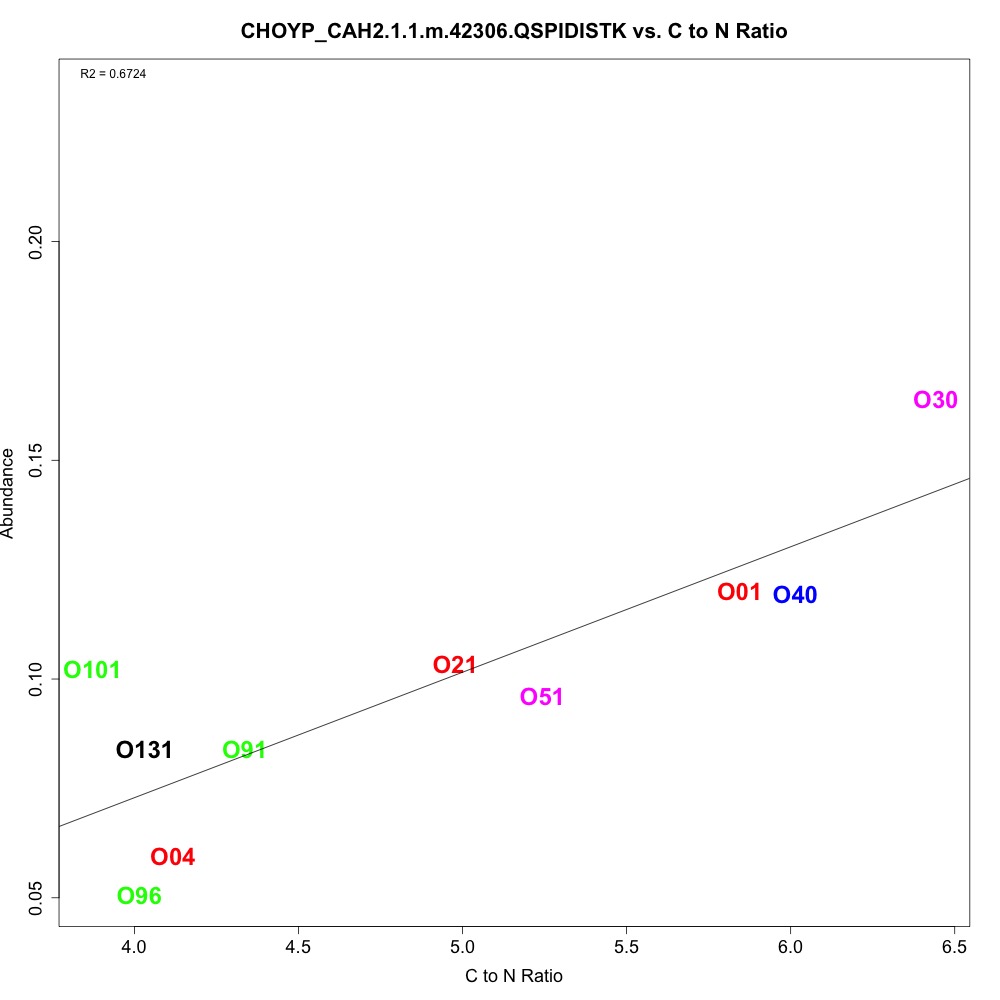 CHOYP_CAH2.1.1.m.42306.QSPIDISTK vs. C to N Ratio
R2 = 0.6724
0.20
O30
0.15
Abundance
O01
O40
O21
O101
0.10
O51
O131
O91
O04
O96
0.05
4.0 4.5 5.0 5.5 6.0 6.5
C to N Ratio